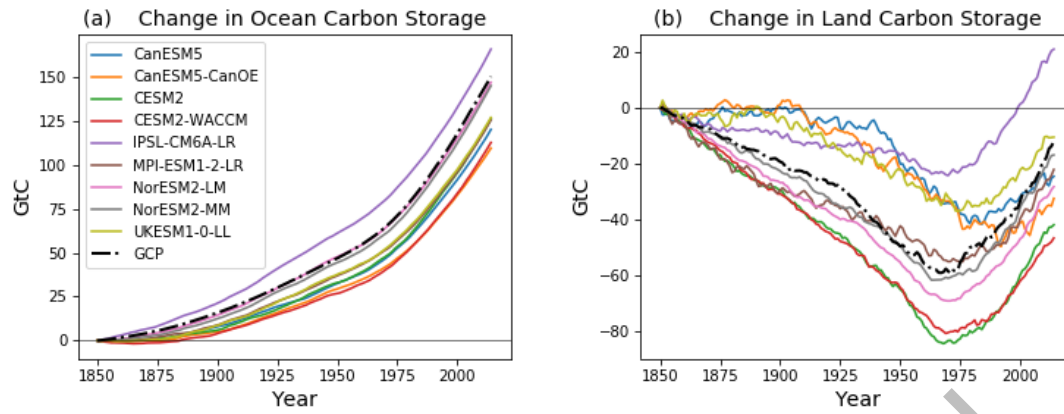 (a) Change in Ocean Carbon Storage
150
125
100
75
50
25
0
GtC
CanESM5
CanESM5-CanOE
CESM2
CESM2-WACCM
IPSL-CM6A-LR
MPI-ESM1-2-LR
NorESM2-LM
NorESM2-MM
UKESM1-0-LL
GCP
1850 1875 1900 1925 1950 1975 2000
Year
(b) Change in Land Carbon Storage
20
0
−20
−40
−60
−80
GtC
1850 1875 1900 1925 1950 1975 2000
Year